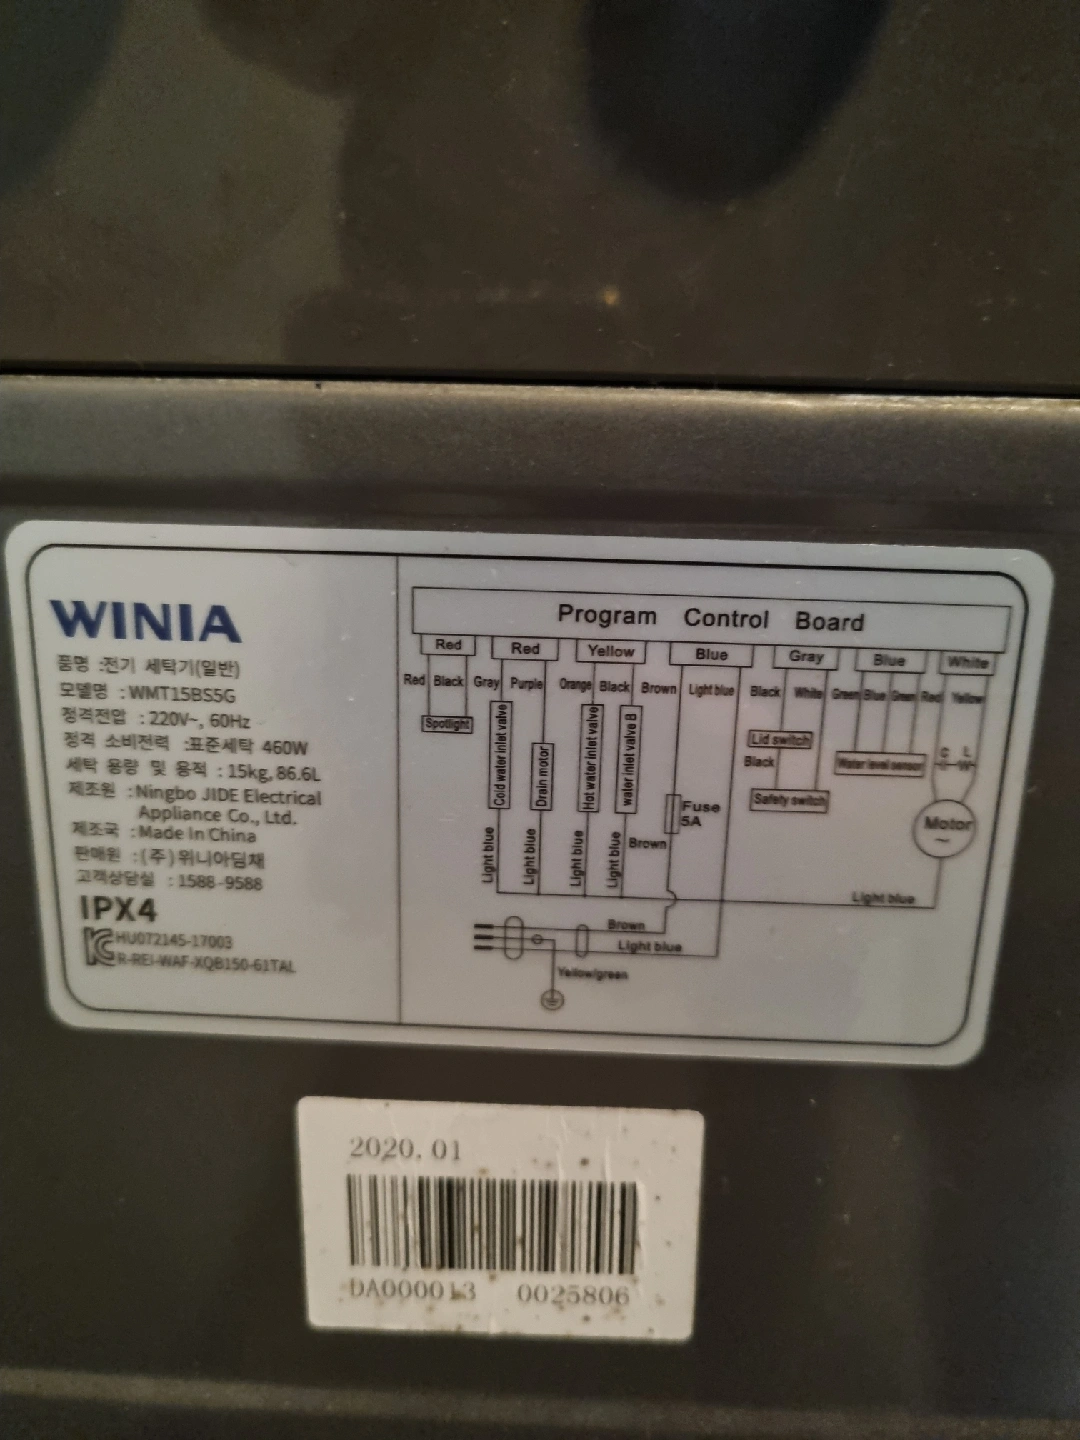 WINIA
품명 :전기 세탁기(일반)
모델명 : WMT15BS5G
정격전압 : 220V~, 60Hz
정격 소비전력 :표준세탁 460W
세탁 용량 및 용적 : 15kg, 86.6L
제조원 : Ningbo JIDE Electrical
Appliance Co., Ltd.
제조국 : Made In China
판매원 : (주)위니아딤채
고객상담실 : 1588-9588
IPX4
HU072145-17003
R-REI-WAF-XQB150-61TAL
Program Control Board
Red Red Yellow Blue Gray Blue White
Red Black Gray Purple Orange Black Brown Light blue Black White Green Blue Green Red Yellow
Spotlight
Cold water inlet valve
Drain motor
Hot water inlet valve
water inlet valve B
Lid switch
Black
Safety switch
Water level sensor
C L
W
Motor
~
Fuse
5A
Brown
Light blue
Light blue
Light blue
Light blue
Light blue
Brown
Light blue
Yellow/green
2020.01
DA000013 0025806